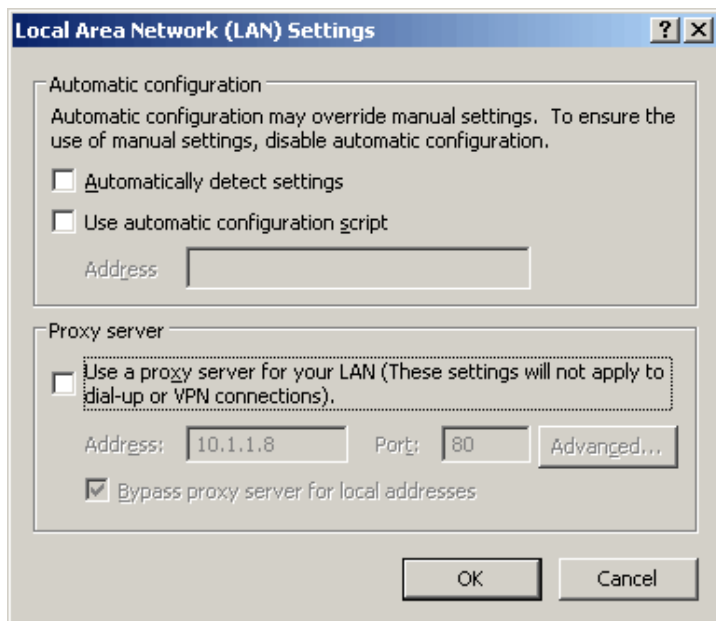 Local Area Network (LAN) Settings
Automatic configuration
Automatic configuration may override manual settings. To ensure the
use of manual settings, disable automatic configuration.
Automatically detect settings
Use automatic configuration script
Address
Proxy server
Use a proxy server for your LAN (These settings will not apply to
dial-up or VPN connections).
Address: 10.1.1.8 Port: 80 Advanced...
Bypass proxy server for local addresses
OK Cancel